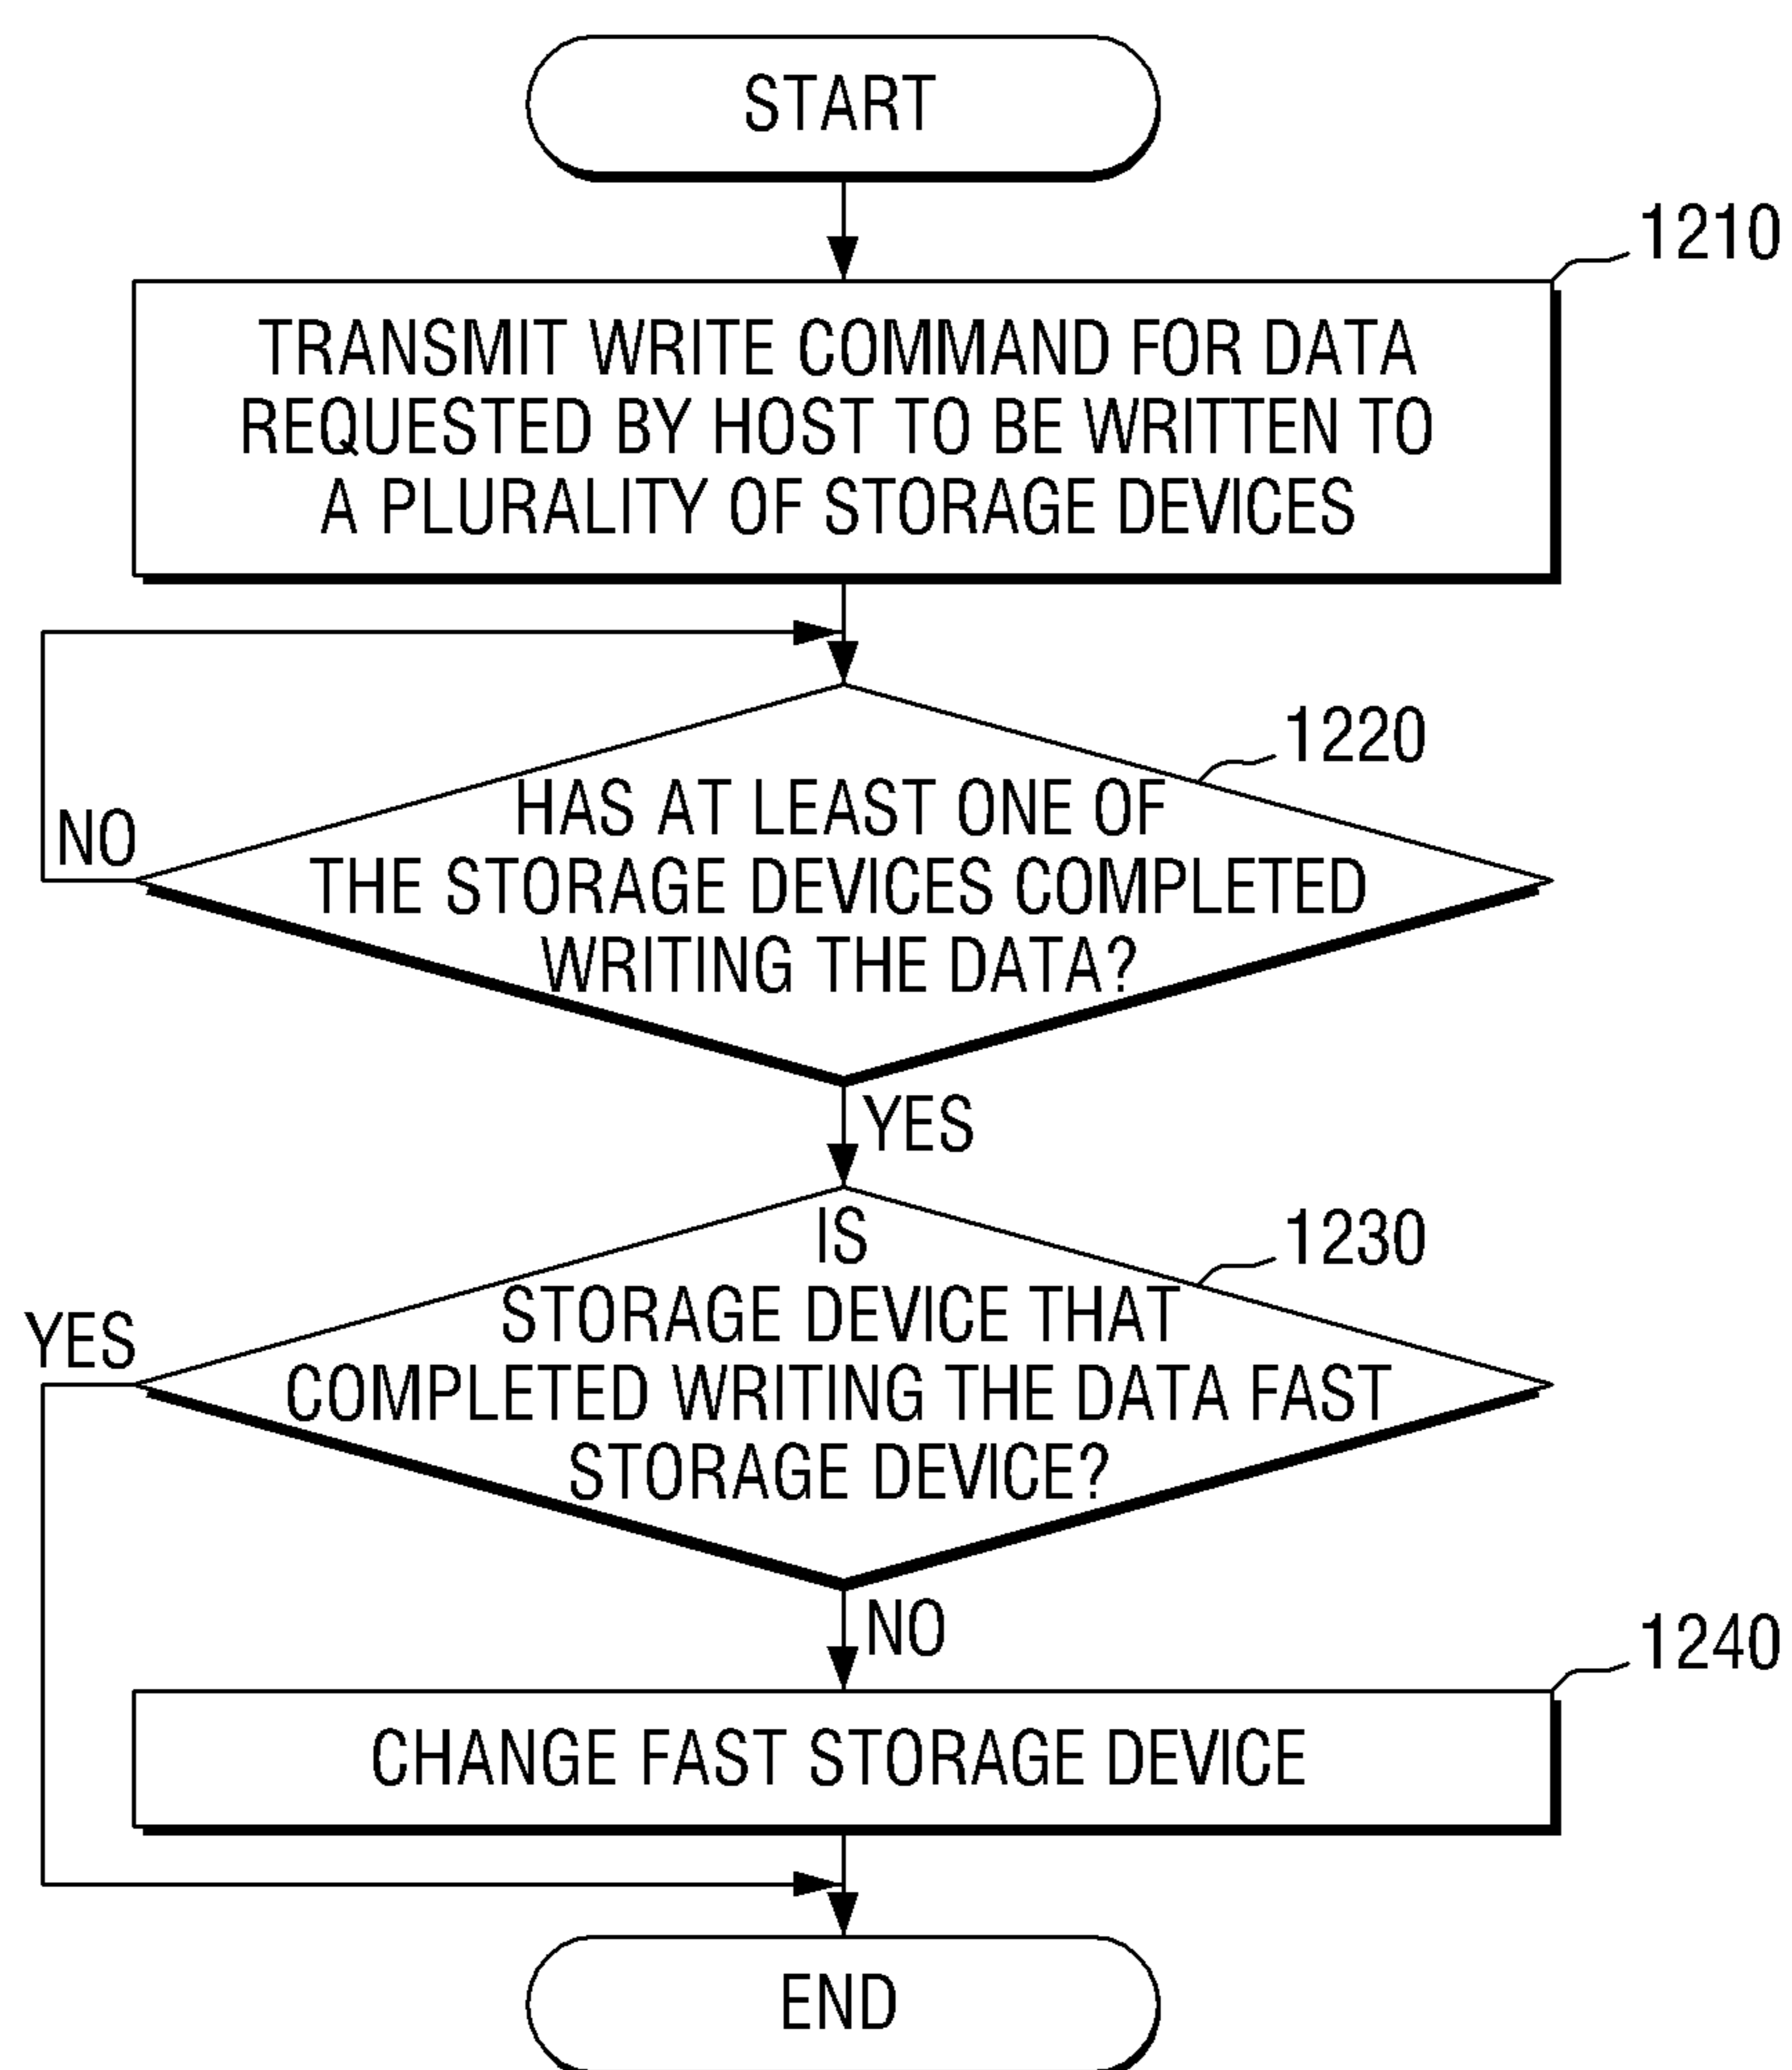 START
1210
TRANSMIT WRITE COMMAND FOR DATA
REQUESTED BY HOST TO BE WRITTEN TO
A PLURALITY OF STORAGE DEVICES
1220
HAS AT LEAST ONE OF
THE STORAGE DEVICES COMPLETED
WRITING THE DATA?
NO
YES
1230
IS
STORAGE DEVICE THAT
COMPLETED WRITING THE DATA FAST
STORAGE DEVICE?
YES
NO
1240
CHANGE FAST STORAGE DEVICE
END